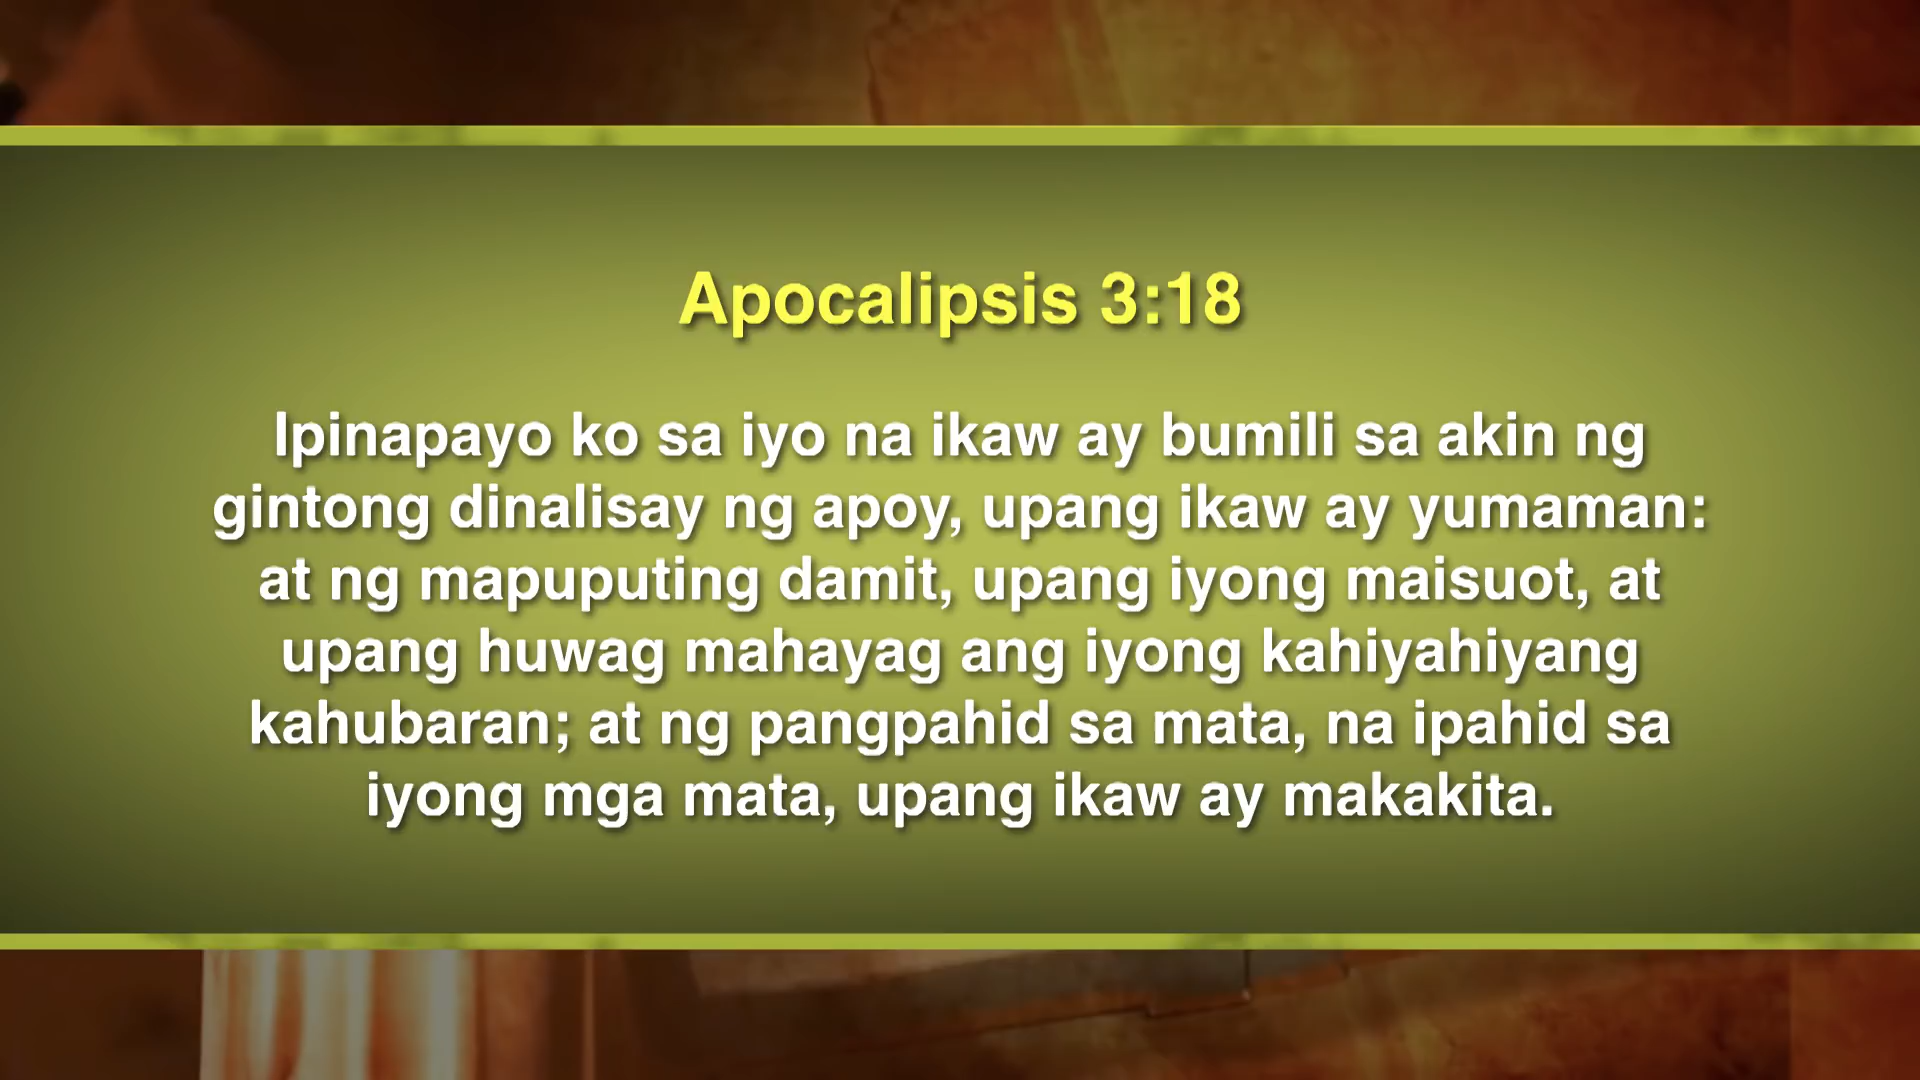 Apocalipsis 3:18
Ipinapayo ko sa iyo na ikaw ay bumili sa akin ng
gintong dinalisay ng apoy, upang ikaw ay yumaman:
at ng mapuputing damit, upang iyong maisuot, at
upang huwag mahayag ang iyong kahiyahiyang
kahubaran; at ng pangpahid sa mata, na ipahid sa
iyong mga mata, upang ikaw ay makakita.